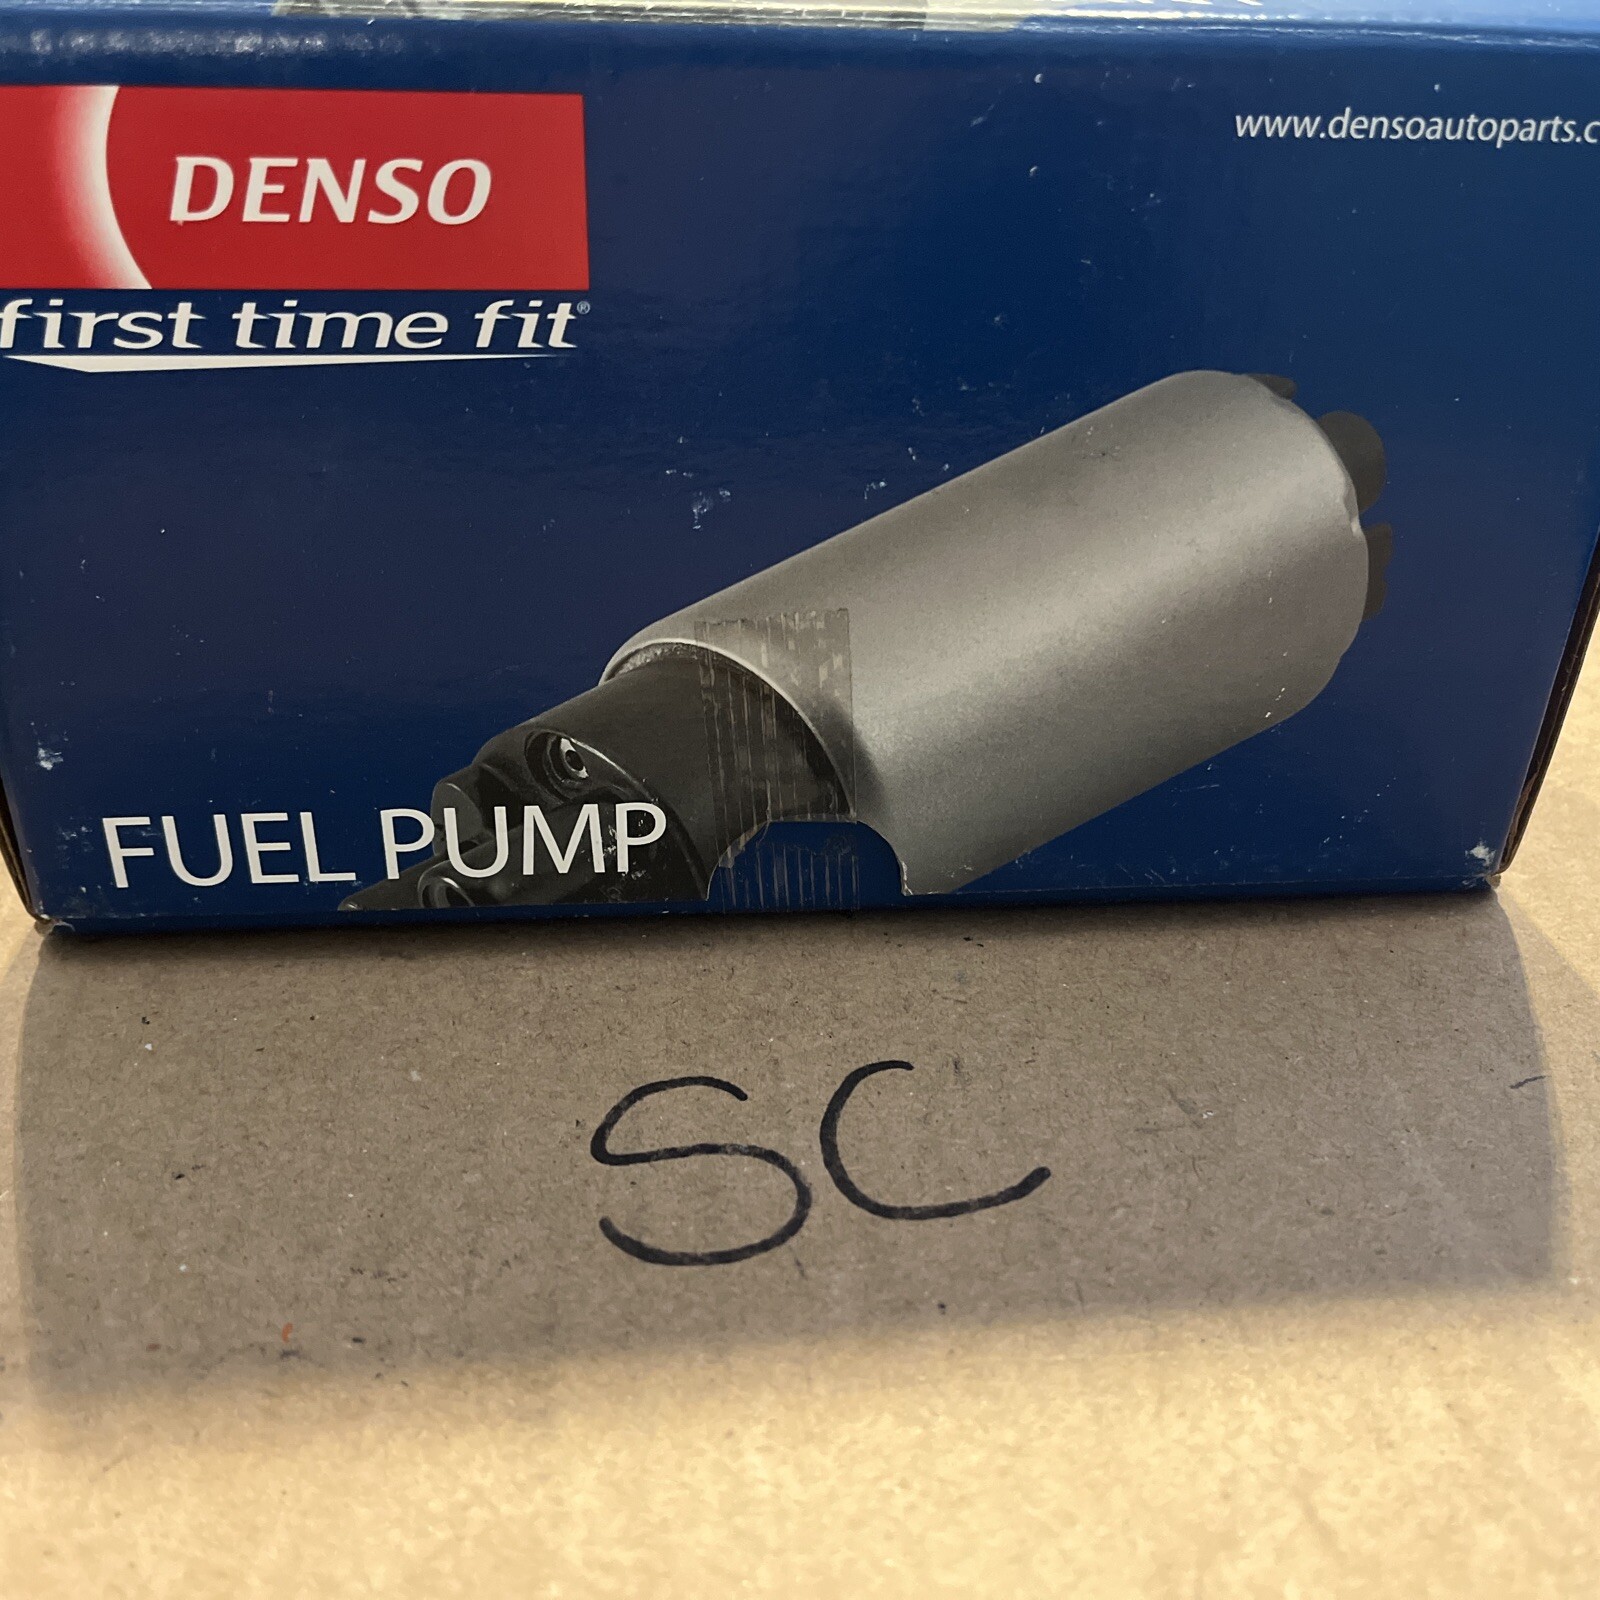 DENSO
www.densoautoparts.c
first time fit®
FUEL PUMP
SC